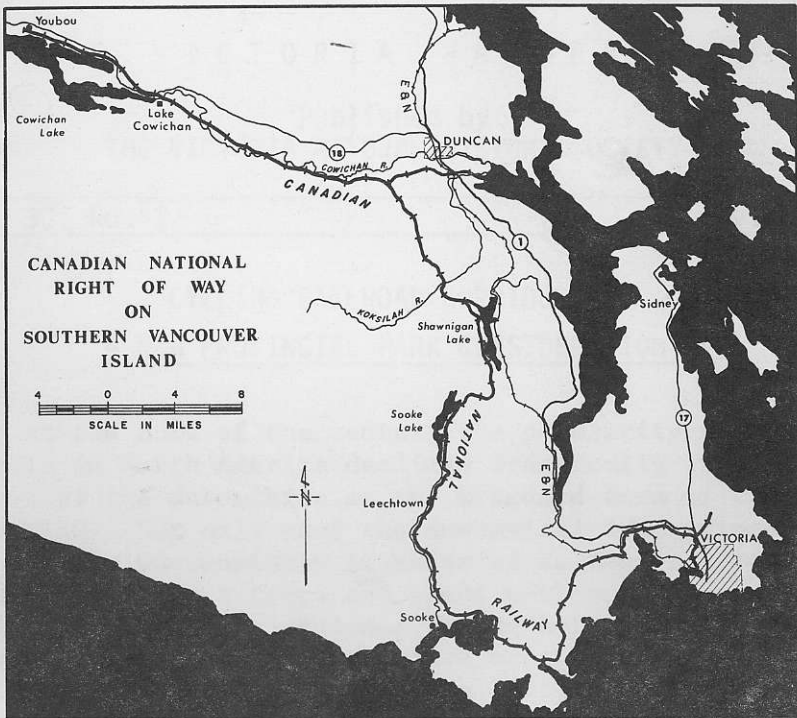 Youbou
Cowichan
Lake
Lake
Cowichan
18
COWICHAN R.
E&N
DUNCAN
CANADIAN
1
CANADIAN NATIONAL
RIGHT OF WAY
ON
SOUTHERN VANCOUVER
ISLAND
4 0 4 8
SCALE IN MILES
KOKSILAH R.
Shawnigan
Lake
Sidney
Sooke
Lake
NATIONAL
17
E&N
Leechtown
N
VICTORIA
RAILWAY
Sooke